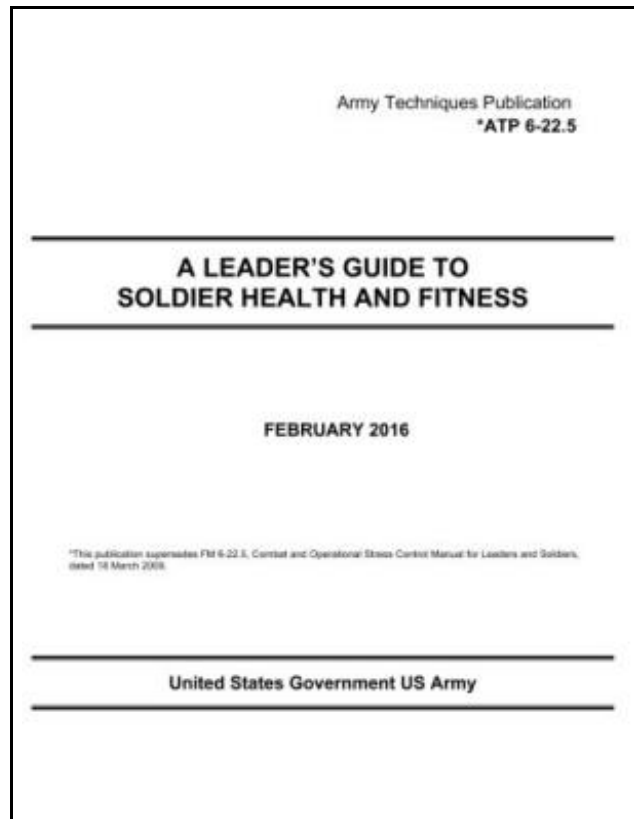 Army Techniques Publication
*ATP 6-22.5
A LEADER'S GUIDE TO
SOLDIER HEALTH AND FITNESS
FEBRUARY 2016
*This publication supersedes FM 6-22.5, Combat and Operational Stress Control Manual for Leaders and Soldiers,
dated 18 March 2009.
United States Government US Army